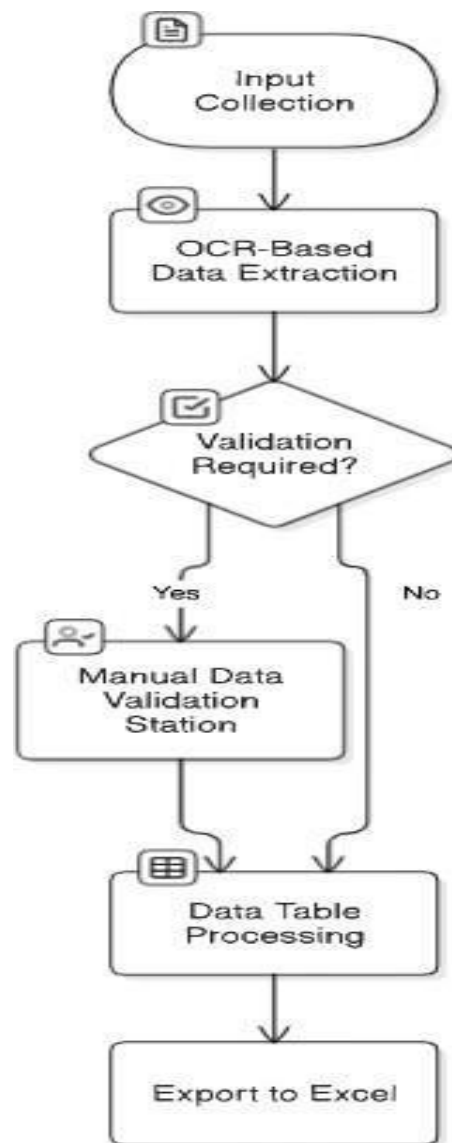 Input
Collection
OCR-Based
Data Extraction
Validation
Required?
Yes
No
Manual Data
Validation
Station
Data Table
Processing
Export to Excel